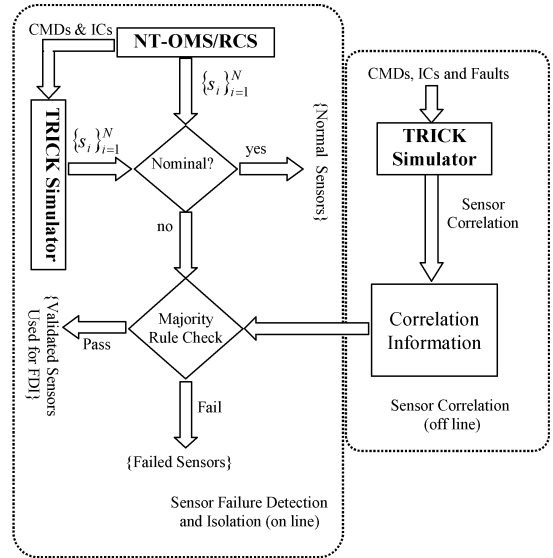 CMDs & ICs
NT-OMS/RCS
{s_i}_{i=1}^N
TRICK Simulator
{s_i}_{i=1}^N
Nominal?
yes
{Normal Sensors}
no
{Validated Sensors
Used for FDI}
Pass
Majority
Rule Check
Fail
{Failed Sensors}
Sensor Failure Detection
and Isolation (on line)
CMDs, ICs and Faults
TRICK
Simulator
Sensor
Correlation
Correlation
Information
Sensor Correlation
(off line)